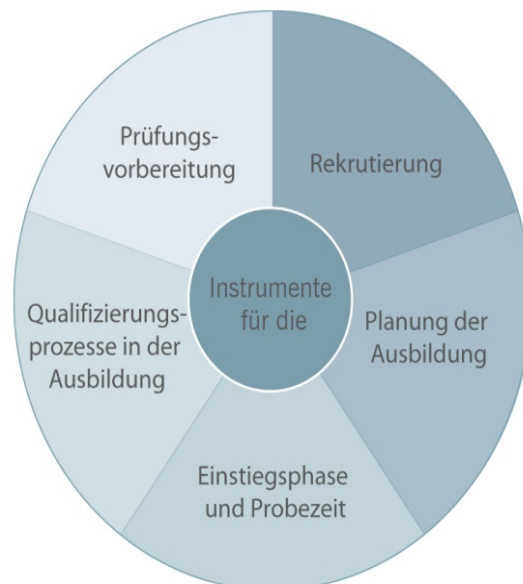 Prüfungs-
vorbereitung
Rekrutierung
Instrumente
für die
Qualifizierungs-
prozesse in der
Ausbildung
Planung der
Ausbildung
Einstiegsphase
und Probezeit